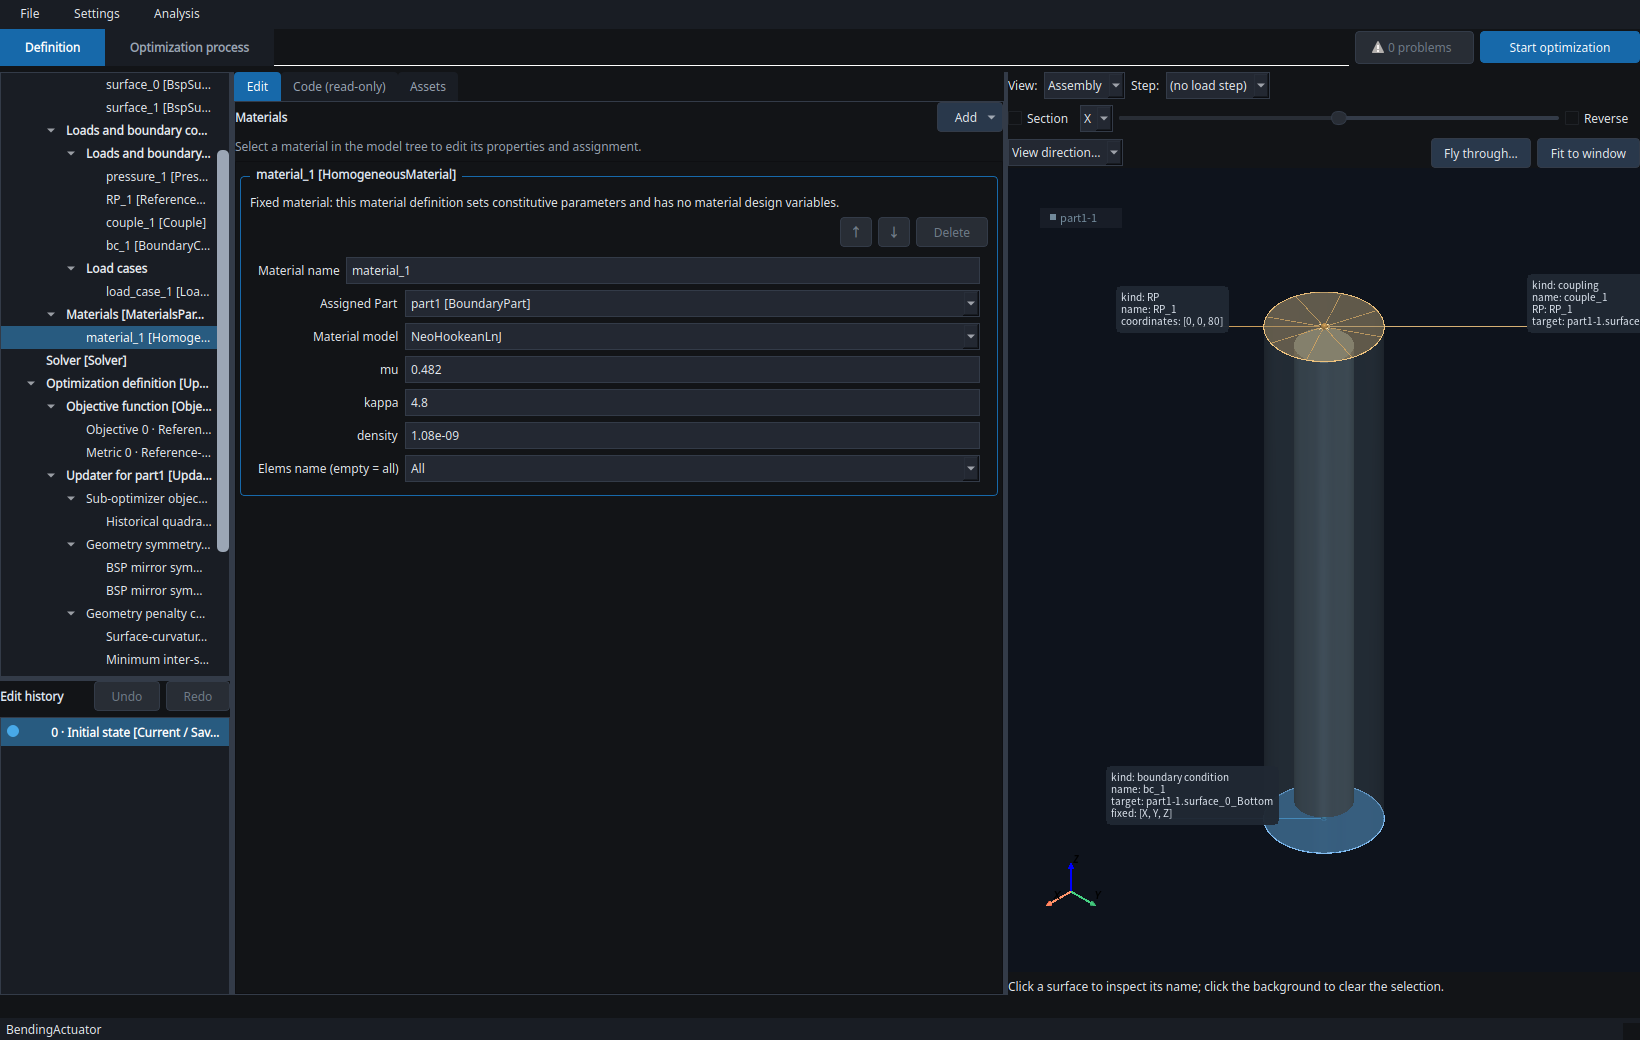 File Settings Analysis
Definition Optimization process 0 problems Start optimization
surface_0 [BspSu...
surface_1 [BspSu...
Loads and boundary co...
Loads and boundary...
pressure_1 [Pres...
RP_1 [Reference...
couple_1 [Couple]
bc_1 [BoundaryC...
Load cases
load_case_1 [Loa...
Materials [MaterialsPar...
material_1 [Homoge...
Solver [Solver]
Optimization definition [Up...
Objective function [Obje...
Objective 0 · Referen...
Metric 0 · Reference-...
Updater for part1 [Upda...
Sub-optimizer objec...
Historical quadra...
Geometry symmetry...
BSP mirror sym...
BSP mirror sym...
Geometry penalty c...
Surface-curvatur...
Minimum inter-s...
Edit history Undo Redo
0 · Initial state [Current / Sav...
Edit Code (read-only) Assets
Materials Add
Select a material in the model tree to edit its properties and assignment.
material_1 [HomogeneousMaterial]
Fixed material: this material definition sets constitutive parameters and has no material design variables.
↑ ↓ Delete
Material name material_1
Assigned Part part1 [BoundaryPart]
Material model NeoHookeanLnJ
mu 0.482
kappa 4.8
density 1.08e-09
Elems name (empty = all) All
View: Assembly Step: (no load step)
Section X Reverse
View direction... Fly through... Fit to window
part1-1
kind: RP
name: RP_1
coordinates: [0, 0, 80]
kind: coupling
name: couple_1
RP: RP_1
target: part1-1.surface
kind: boundary condition
name: bc_1
target: part1-1.surface_0_Bottom
fixed: [X, Y, Z]
Z
Y
Click a surface to inspect its name; click the background to clear the selection.
BendingActuator